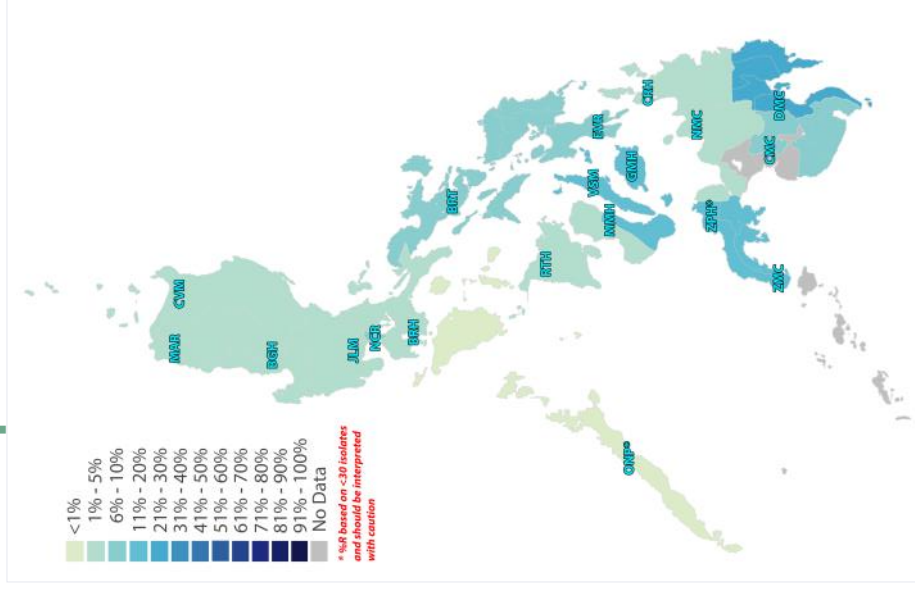 <1%
1% - 5%
6% - 10%
11% - 20%
21% - 30%
31% - 40%
41% - 50%
51% - 60%
61% - 70%
71% - 80%
81% - 90%
91% - 100%
No Data
* %R based on <30 isolates
and should be interpreted
with caution
MAR
CVM
BGH
JLM
NCR
BRH
BRT
RTH
MMH
VSM
EVR
GMH
ONP*
CRH
NMC
ZPH*
ZMC
CMC
DMC